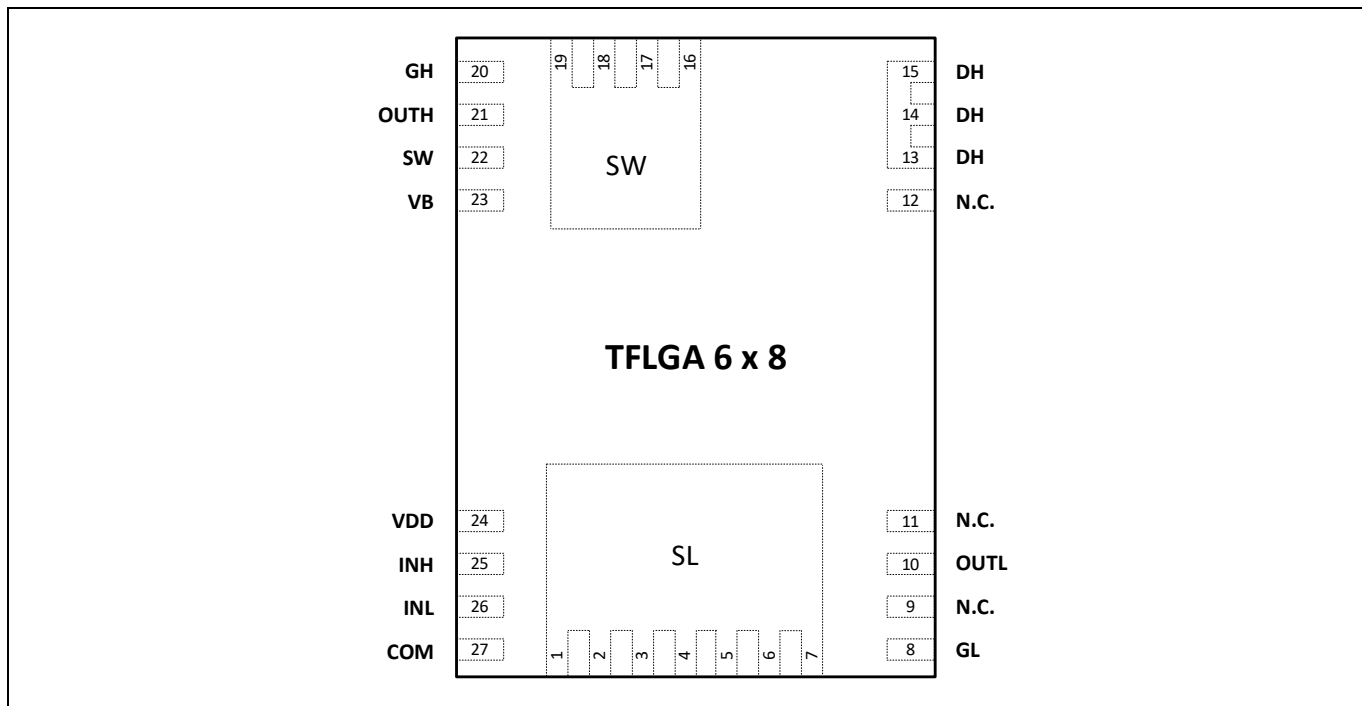 19 18 17 16
GH 20 15 DH
OUTH 21 14 DH
SW 22 13 DH
SW
VB 23 12 N.C.
TFLGA 6 x 8
VDD 24 11 N.C.
INH 25 10 OUTL
SL
INL 26 9 N.C.
COM 27 8 GL
1 2 3 4 5 6 7